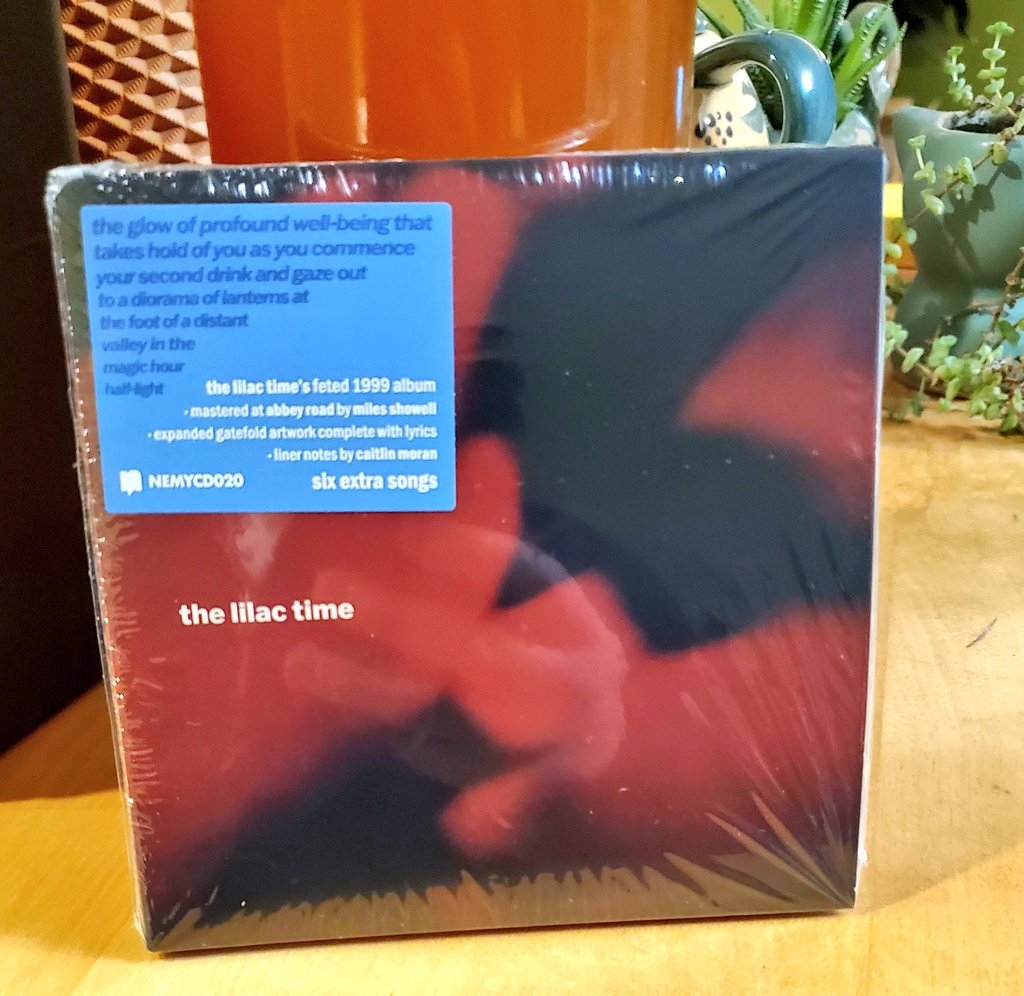 the glow of profound well-being that
takes hold of you as you commence
your second drink and gaze out
to a diorama of lanterns at
the foot of a distant
valley in the
magic hour
half-light
the lilac time's feted 1999 album
• mastered at abbey road by miles showell
• expanded gatefold artwork complete with lyrics
• liner notes by caitlin moran
NEMYCD020
six extra songs
the lilac time